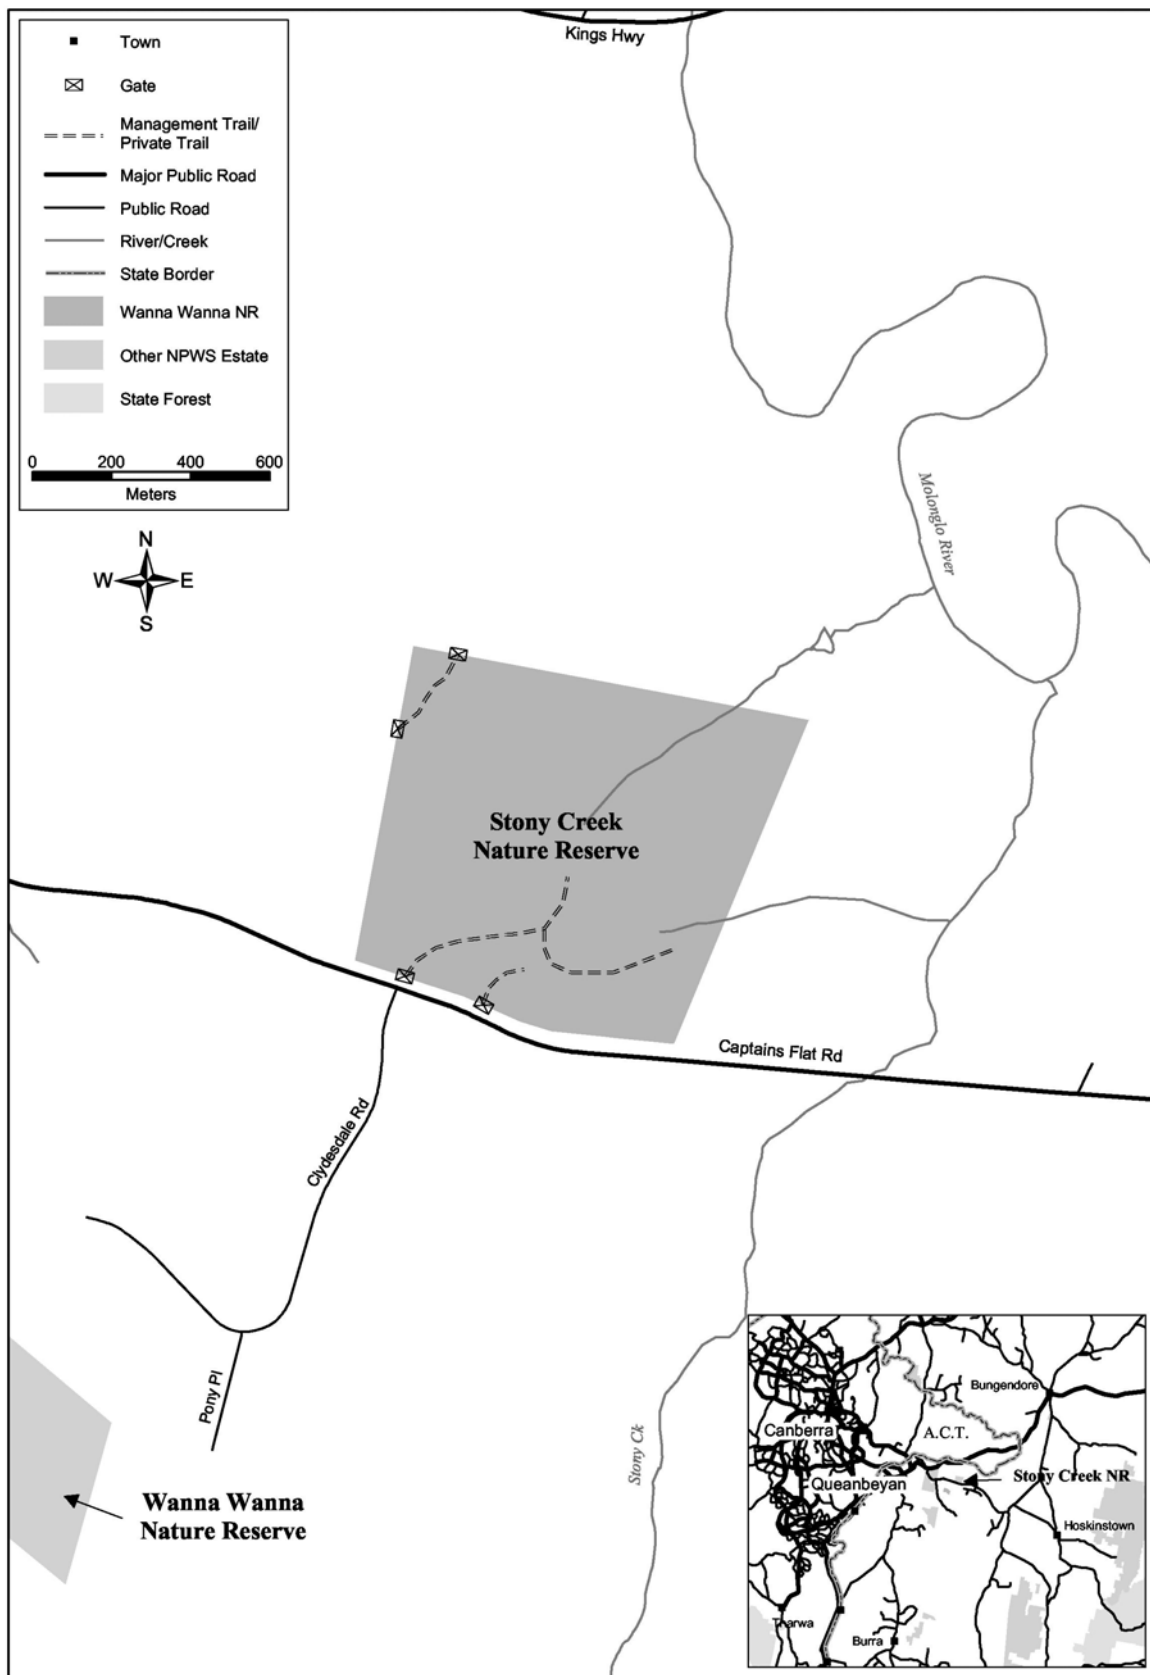 Kings Hwy
Town
Gate
Management Trail/
Private Trail
Major Public Road
Public Road
River/Creek
State Border
Wanna Wanna NR
Other NPWS Estate
State Forest
0 200 400 600
Meters
N
W E
S
Molonglo River
Stony Creek
Nature Reserve
Captains Flat Rd
Clydesdale Rd
Pony Pl
Stony Ck
Wanna Wanna
Nature Reserve
Bungendore
Canberra
A.C.T.
Queanbeyan
Stony Creek NR
Hoskinstown
Tharwa
Burra